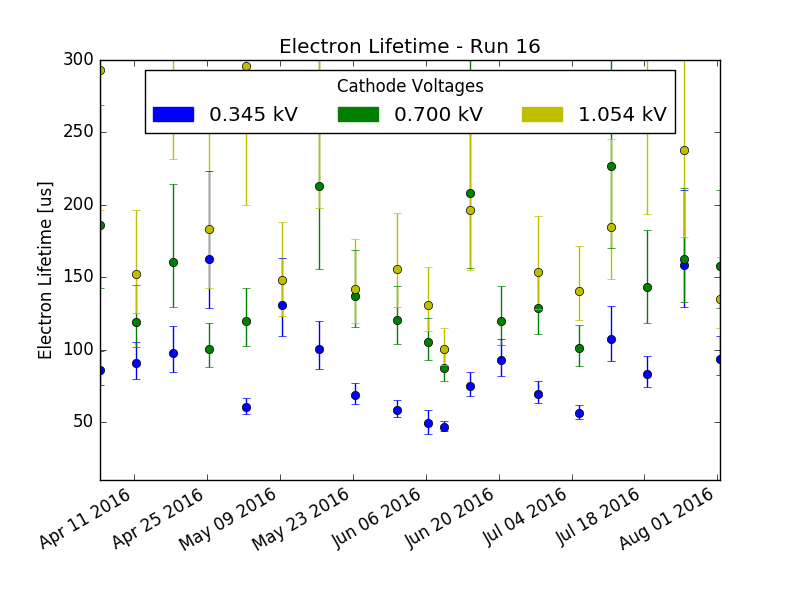 Electron Lifetime - Run 16
Cathode Voltages
0.345 kV 0.700 kV 1.054 kV
Electron Lifetime [us]
300
250
200
150
100
50
Apr 11 2016 Apr 25 2016 May 09 2016 May 23 2016 Jun 06 2016 Jun 20 2016 Jul 04 2016 Jul 18 2016 Aug 01 2016